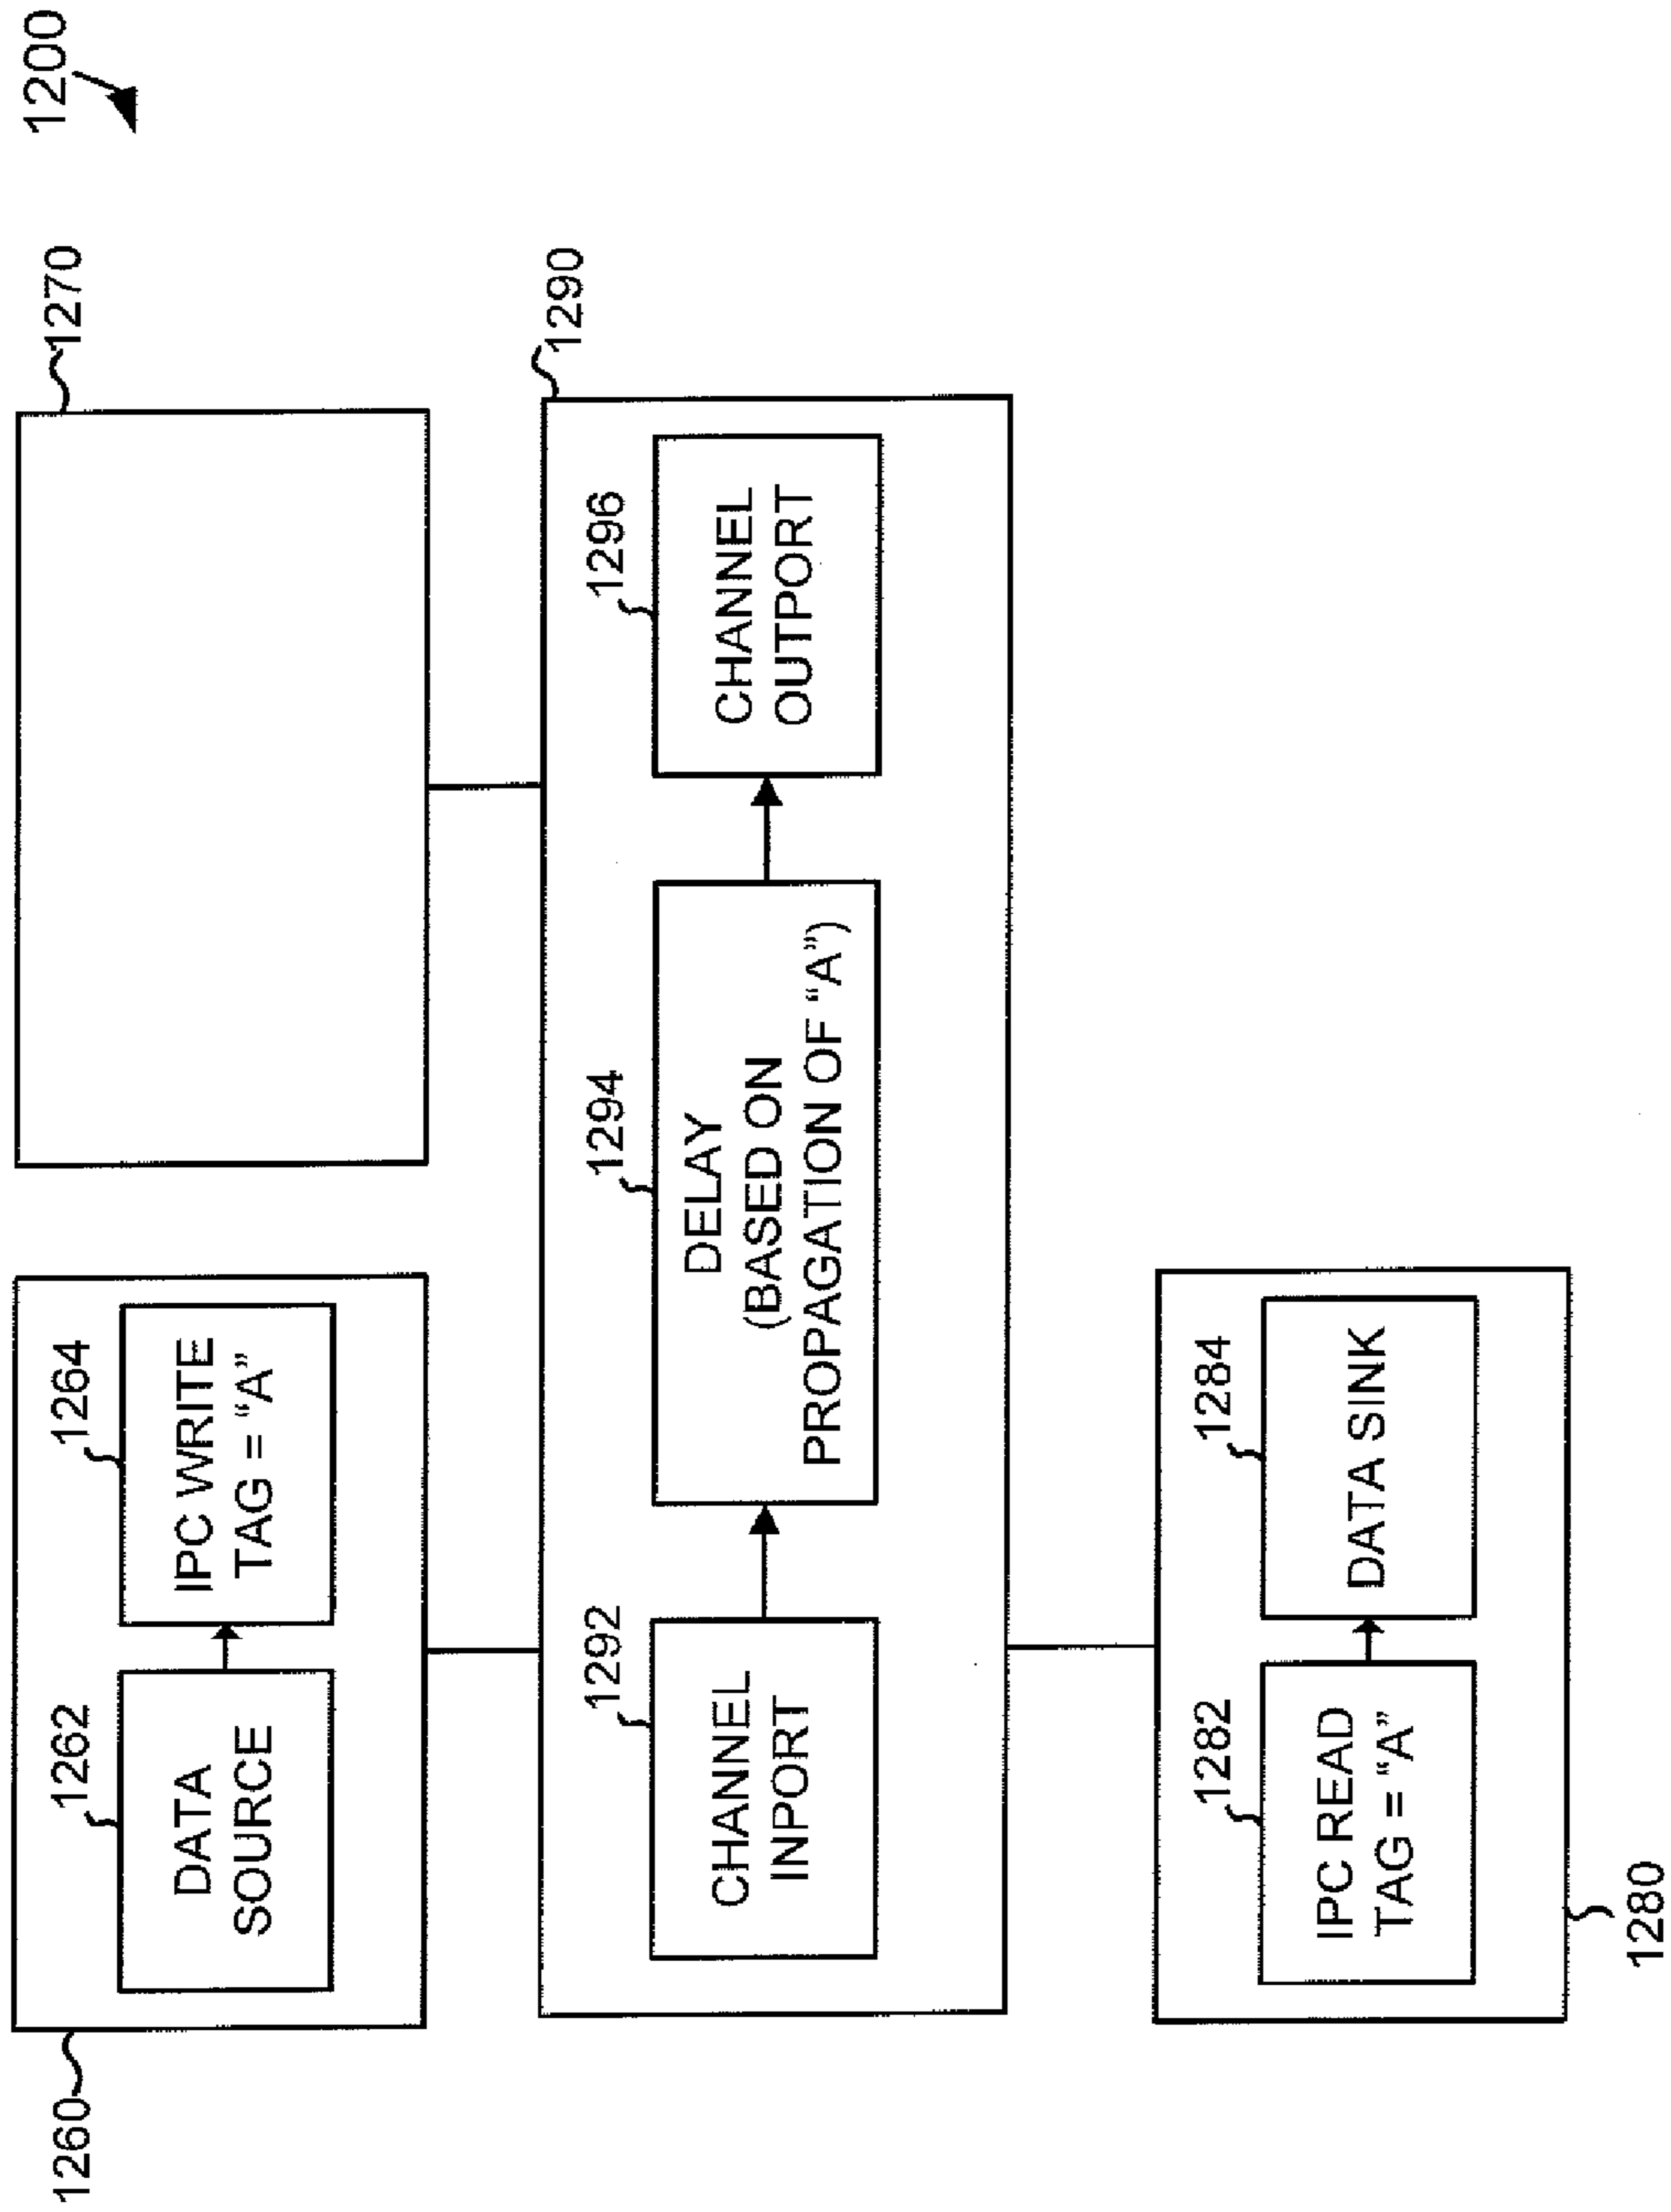 1200
1260
1262
DATA
SOURCE
1264
IPC WRITE
TAG = “A”
1270
1290
1292
CHANNEL
INPORT
1294
DELAY
(BASED ON
PROPAGATION OF “A”)
1296
CHANNEL
OUTPORT
1280
1282
IPC READ
TAG = “A”
1284
DATA SINK